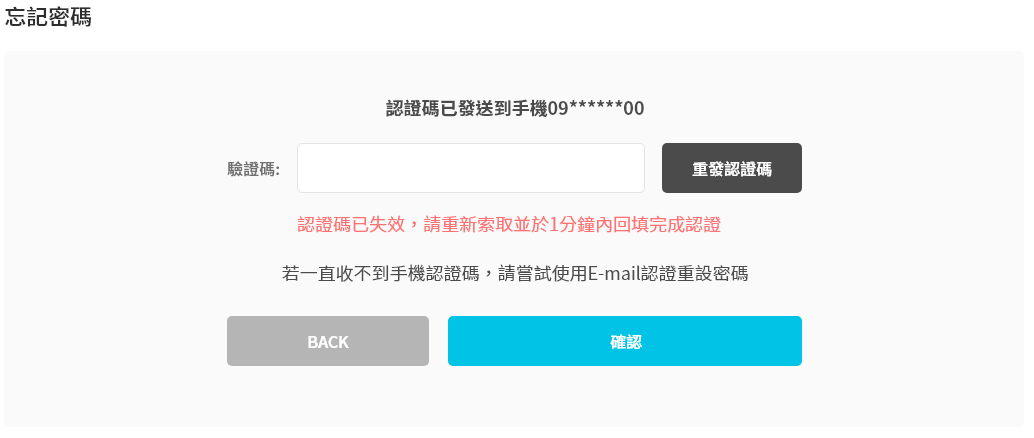 忘記密碼
認證碼已發送到手機09******00
驗證碼:
重發認證碼
認證碼已失效，請重新索取並於1分鐘內回填完成認證
若一直收不到手機認證碼，請嘗試使用E-mail認證重設密碼
BACK
確認